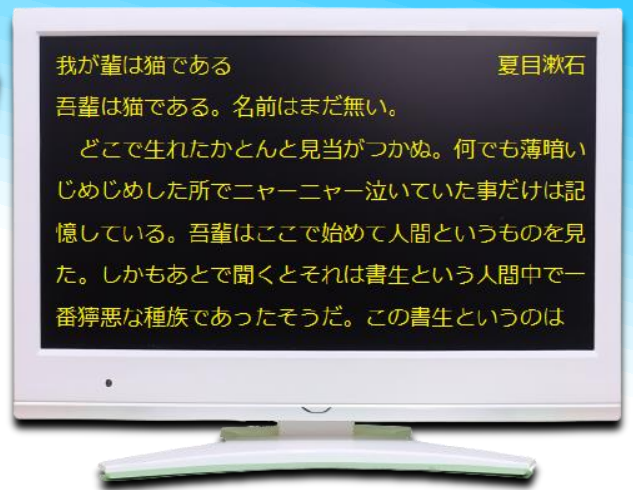 我が輩は猫である 夏目漱石
吾輩は猫である。名前はまだ無い。
どこで生れたかとんと見当がつかぬ。何でも薄暗い
じめじめした所でニャーニャー泣いていた事だけは記
憶している。吾輩はここで始めて人間というものを見
た。しかもあとで聞くとそれは書生という人間中で一
番獰悪な種族であったそうだ。この書生というのは